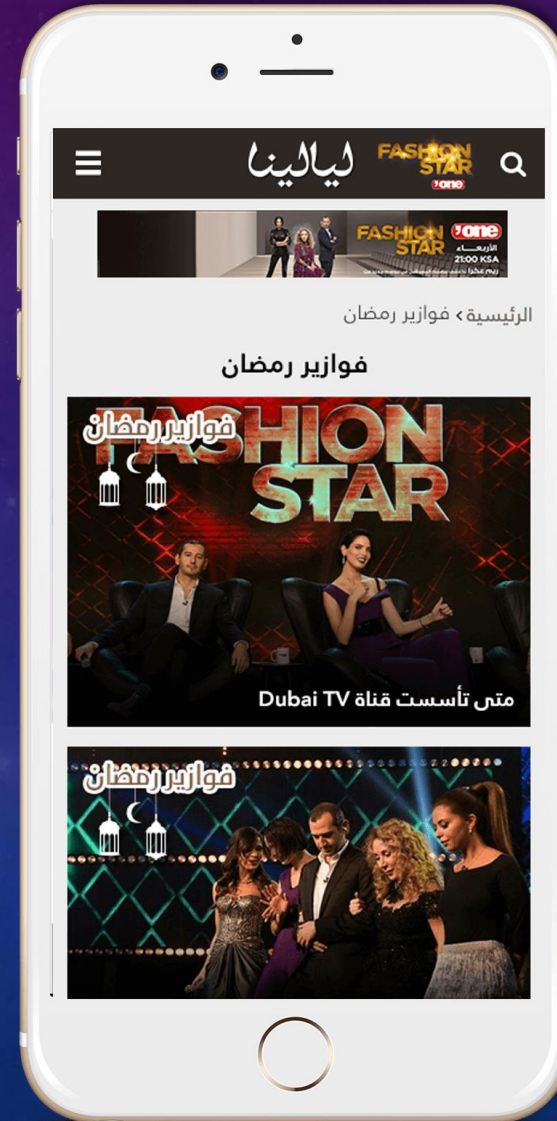 ليالينا
FASHION
STAR
one
FASHION
STAR
one
الأربعـــاء
21:00 KSA
الرئيسية› فوازير رمضان
فوازير رمضان
فوازير رمضان
FASHION
STAR
متى تأسست قناة Dubai TV
فوازير رمضان